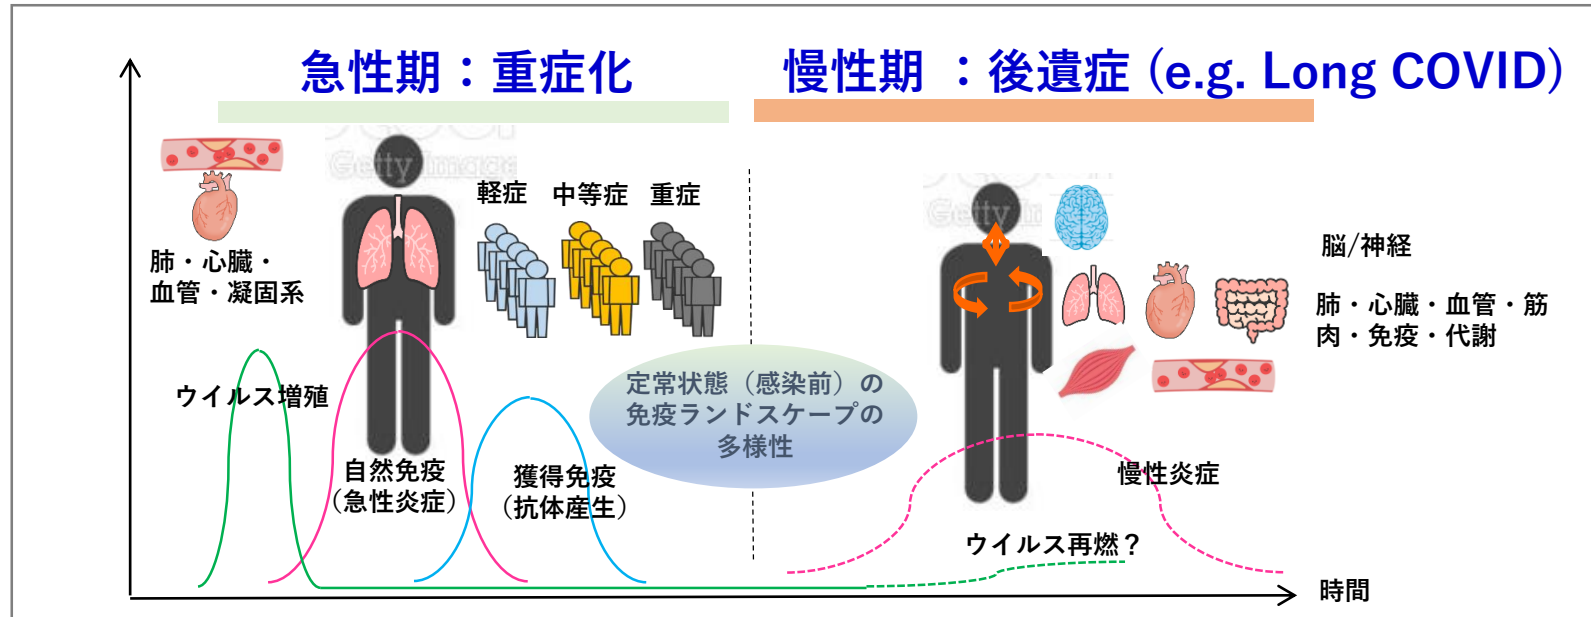 急性期：重症化
慢性期 ：後遺症 (e.g. Long COVID)
Getty Image
軽症
中等症
重症
肺・心臓・
血管・凝固系
Getty I
脳/神経
肺・心臓・血管・筋
肉・免疫・代謝
ウイルス増殖
定常状態（感染前）の
免疫ランドスケープの
多様性
自然免疫
（急性炎症）
獲得免疫
（抗体産生）
慢性炎症
ウイルス再燃？
時間